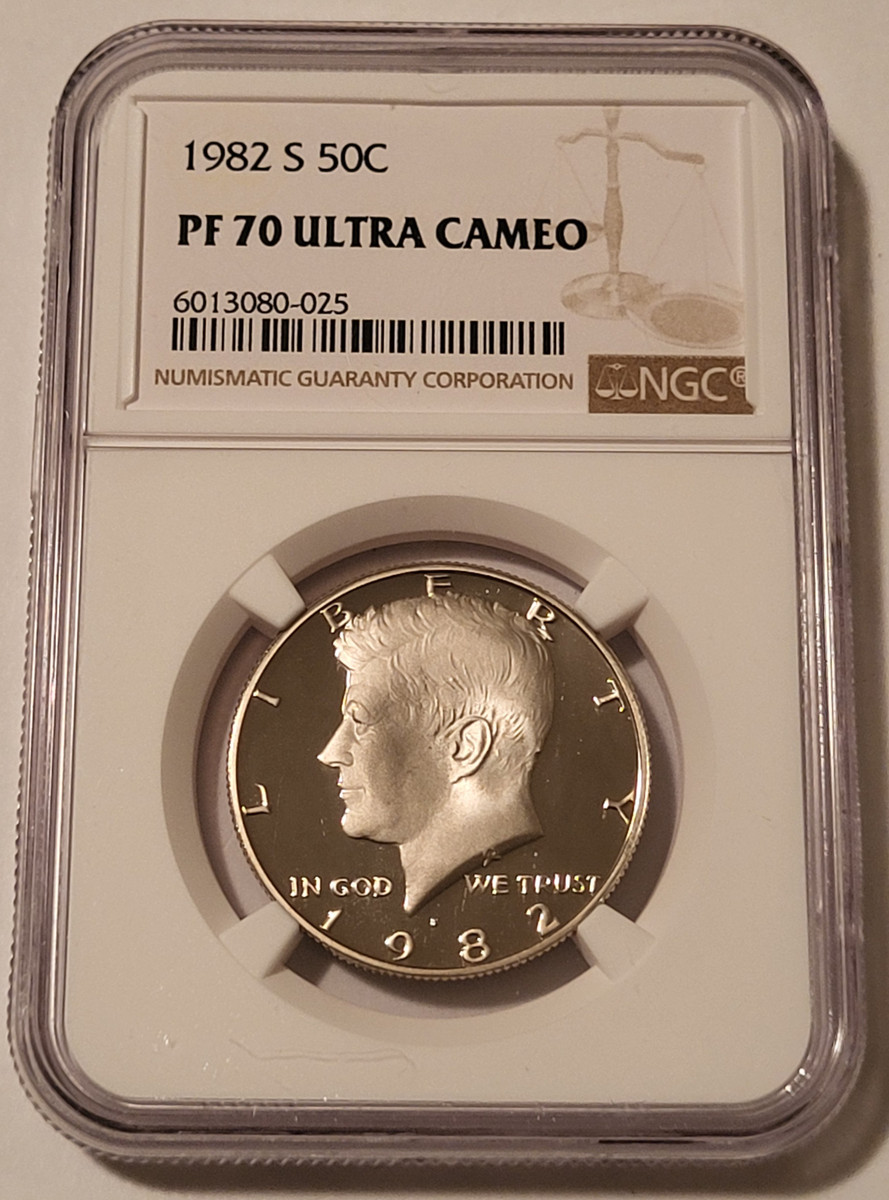 1982 S 50C
PF 70 ULTRA CAMEO
6013080-025
NUMISMATIC GUARANTY CORPORATION
NGC®
LIBERTY
IN GOD WE TRUST
1982